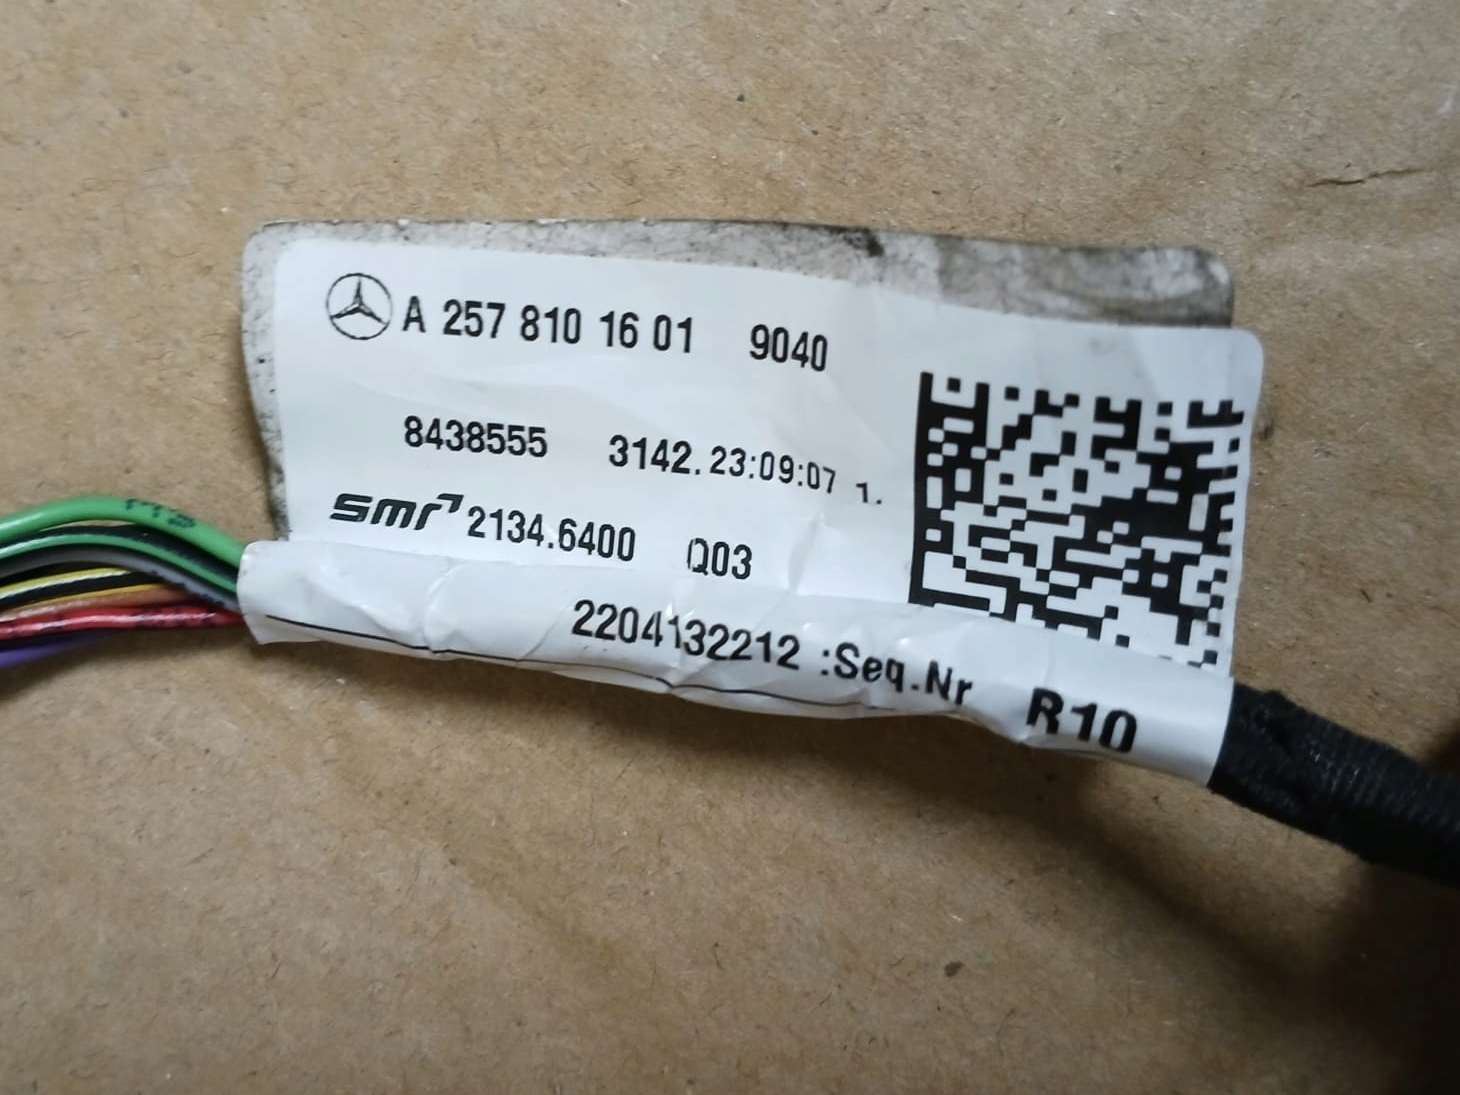 A 257 810 16 01 9040
8438555 3142.23:09:07 1.
smr 2134.6400 Q03
2204132212 :Seq.Nr R10